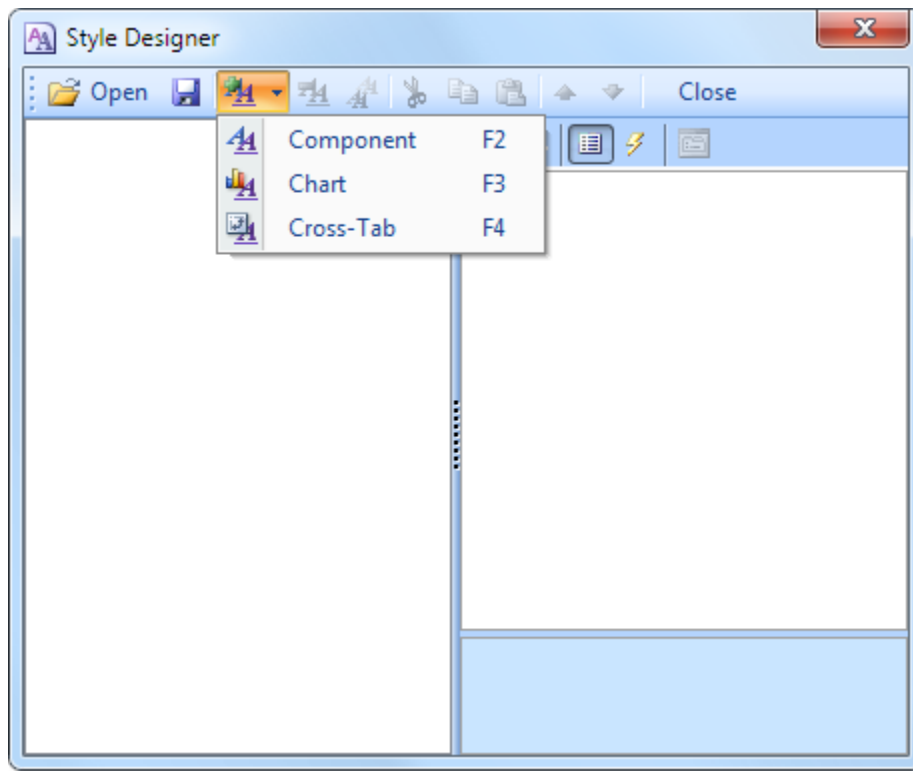 Style Designer
Open Close
Component F2
Chart F3
Cross-Tab F4